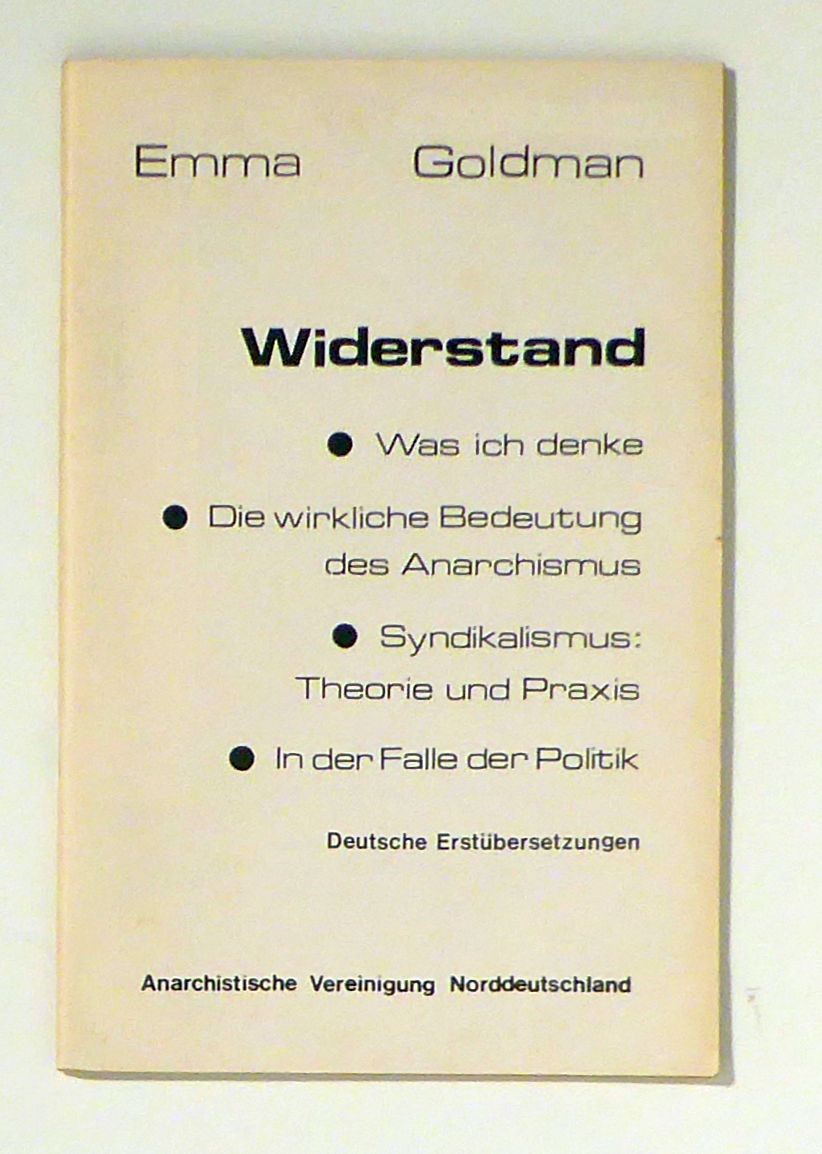 Emma Goldman
Widerstand
● Was ich denke
● Die wirkliche Bedeutung
des Anarchismus
● Syndikalismus:
Theorie und Praxis
● In der Falle der Politik
Deutsche Erstübersetzungen
Anarchistische Vereinigung Norddeutschland